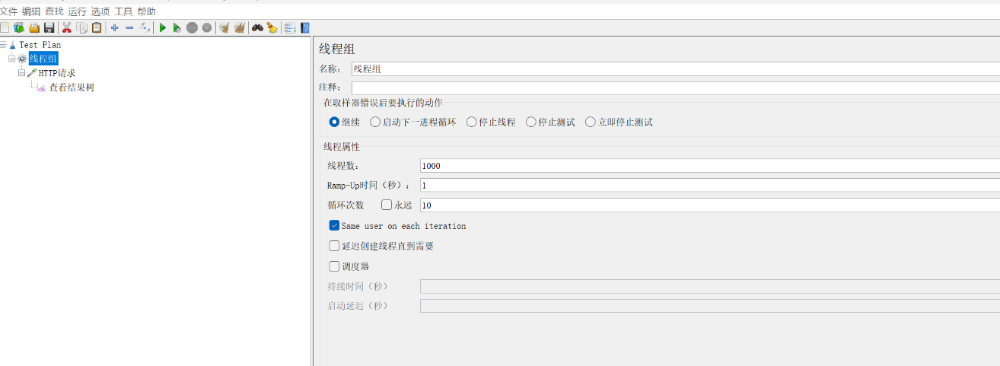 文件 编辑 查找 运行 选项 工具 帮助
Test Plan
线程组
HTTP请求
查看结果树
线程组
名称： 线程组
注释：
在取样器错误后要执行的动作
继续 启动下一进程循环 停止线程 停止测试 立即停止测试
线程属性
线程数： 1000
Ramp-Up时间（秒）： 1
循环次数 永远 10
Same user on each iteration
延迟创建线程直到需要
调度器
持续时间（秒）
启动延迟（秒）